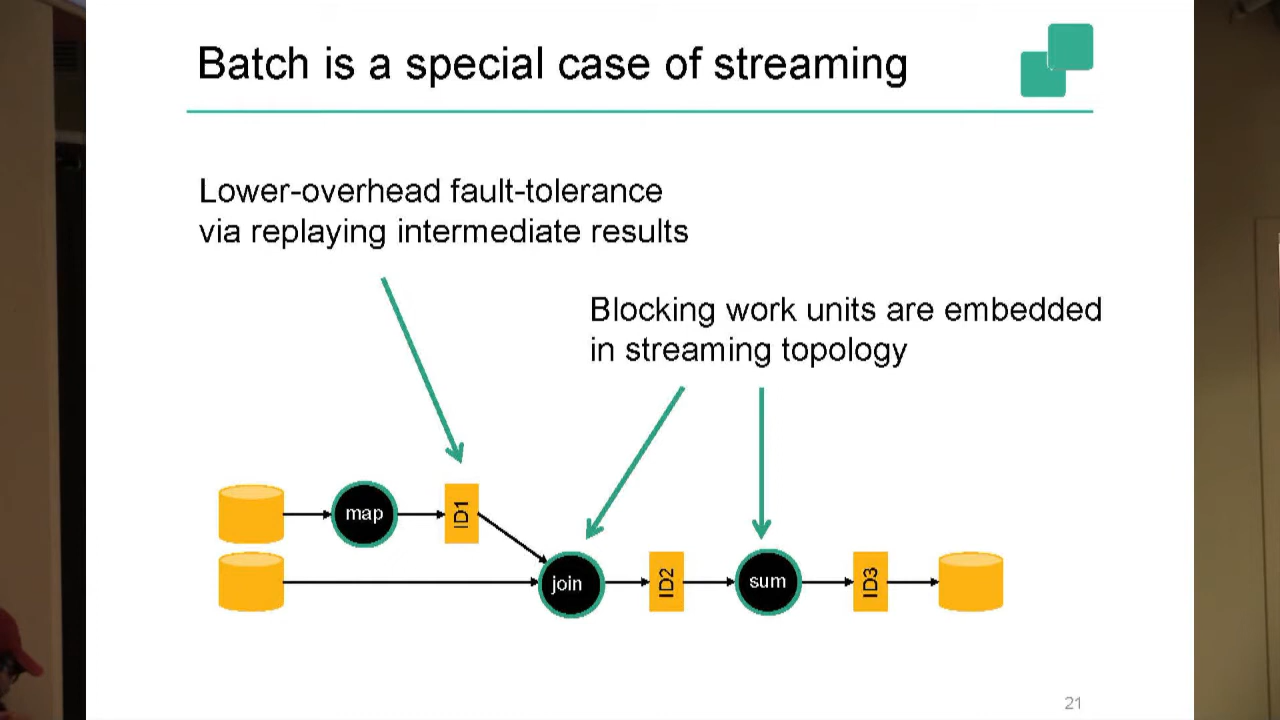 Batch is a special case of streaming
Lower-overhead fault-tolerance
via replaying intermediate results
Blocking work units are embedded
in streaming topology
map
ID1
join
ID2
sum
ID3
21